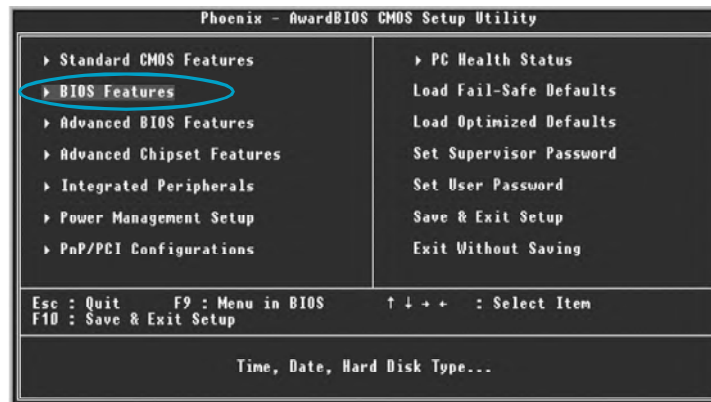 Phoenix - AwardBIOS CMOS Setup Utility
▸ Standard CMOS Features
▸ BIOS Features
▸ Advanced BIOS Features
▸ Advanced Chipset Features
▸ Integrated Peripherals
▸ Power Management Setup
▸ PnP/PCI Configurations
▸ PC Health Status
Load Fail-Safe Defaults
Load Optimized Defaults
Set Supervisor Password
Set User Password
Save & Exit Setup
Exit Without Saving
Esc : Quit F9 : Menu in BIOS ↑ ↓ → ← : Select Item
F10 : Save & Exit Setup
Time, Date, Hard Disk Type...